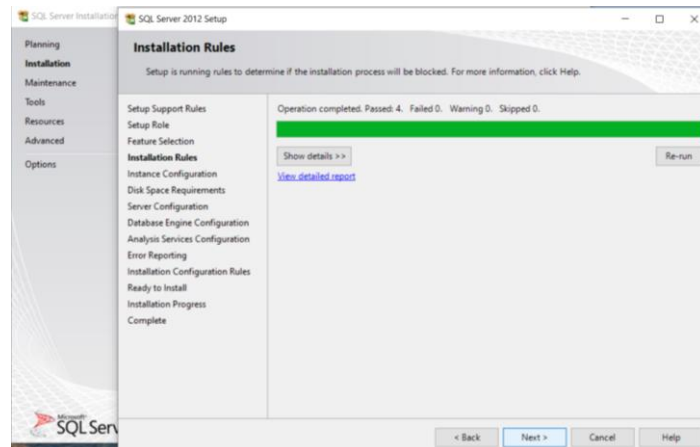 SQL Server Installation
Planning
Installation
Maintenance
Tools
Resources
Advanced
Options
Microsoft®
SQL Serv
SQL Server 2012 Setup
Installation Rules
Setup is running rules to determine if the installation process will be blocked. For more information, click Help.
Setup Support Rules
Setup Role
Feature Selection
Installation Rules
Instance Configuration
Disk Space Requirements
Server Configuration
Database Engine Configuration
Analysis Services Configuration
Error Reporting
Installation Configuration Rules
Ready to Install
Installation Progress
Complete
Operation completed. Passed: 4. Failed 0. Warning 0. Skipped 0.
Show details >>
Re-run
View detailed report
< Back
Next >
Cancel
Help